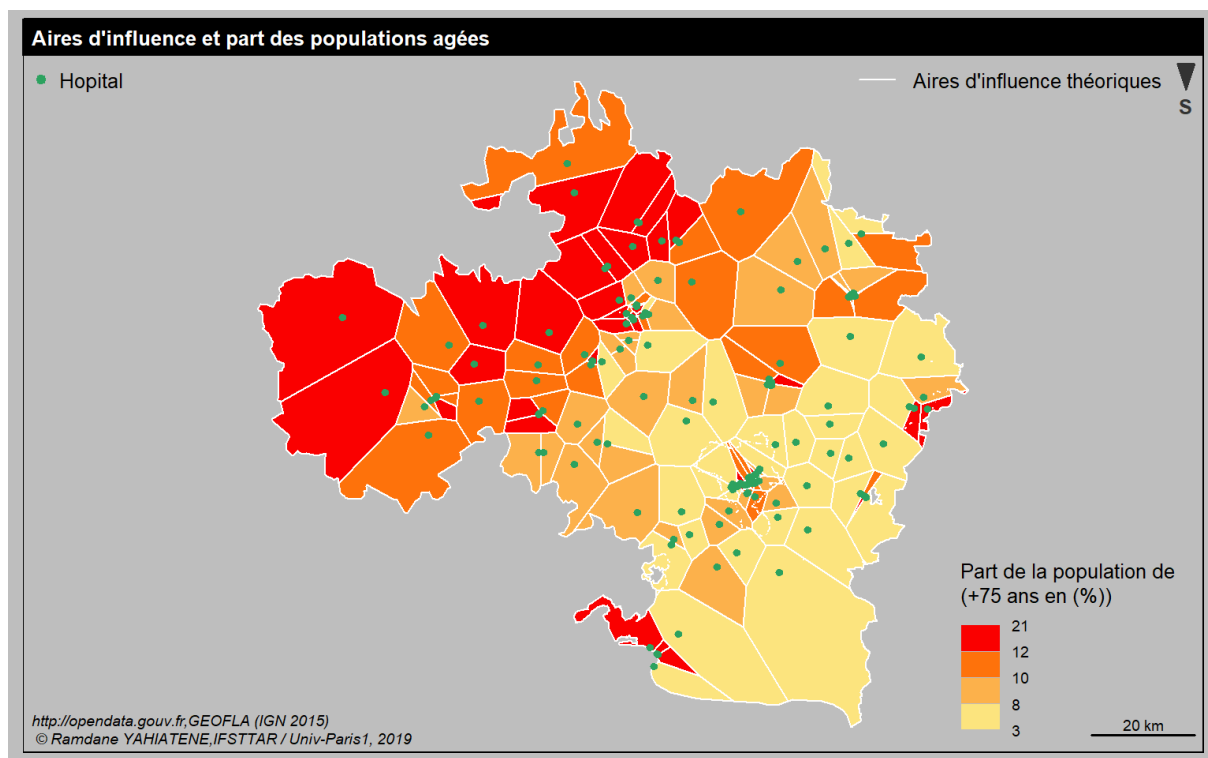 Aires d'influence et part des populations agées
Hopital
Aires d'influence théoriques
S
Part de la population de
(+75 ans en (%))
21
12
10
8
3
20 km
http://opendata.gouv.fr,GEOFLA (IGN 2015)
© Ramdane YAHIATENE,IFSTTAR / Univ-Paris1, 2019